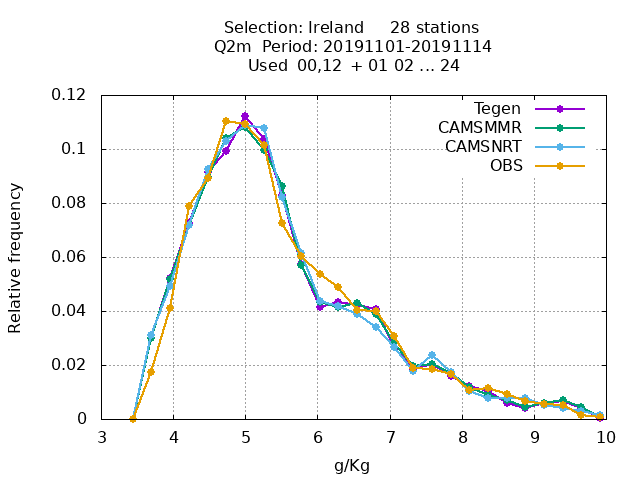 Selection: Ireland 28 stations
Q2m Period: 20191101-20191114
Used 00,12 + 01 02 ... 24
Relative frequency
0.12
0.1
0.08
0.06
0.04
0.02
0
Tegen
CAMSMMR
CAMSNRT
OBS
3 4 5 6 7 8 9 10
g/Kg